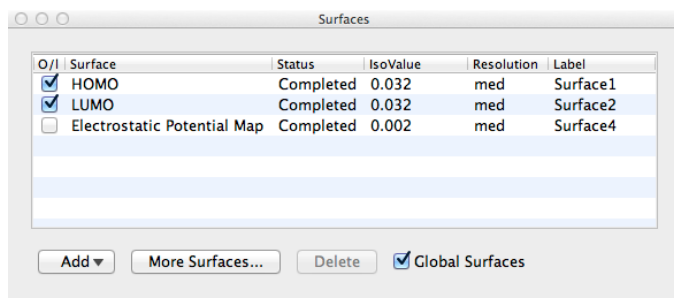 Surfaces
O/I Surface Status IsoValue Resolution Label
HOMO Completed 0.032 med Surface1
LUMO Completed 0.032 med Surface2
Electrostatic Potential Map Completed 0.002 med Surface4
Add More Surfaces... Delete Global Surfaces